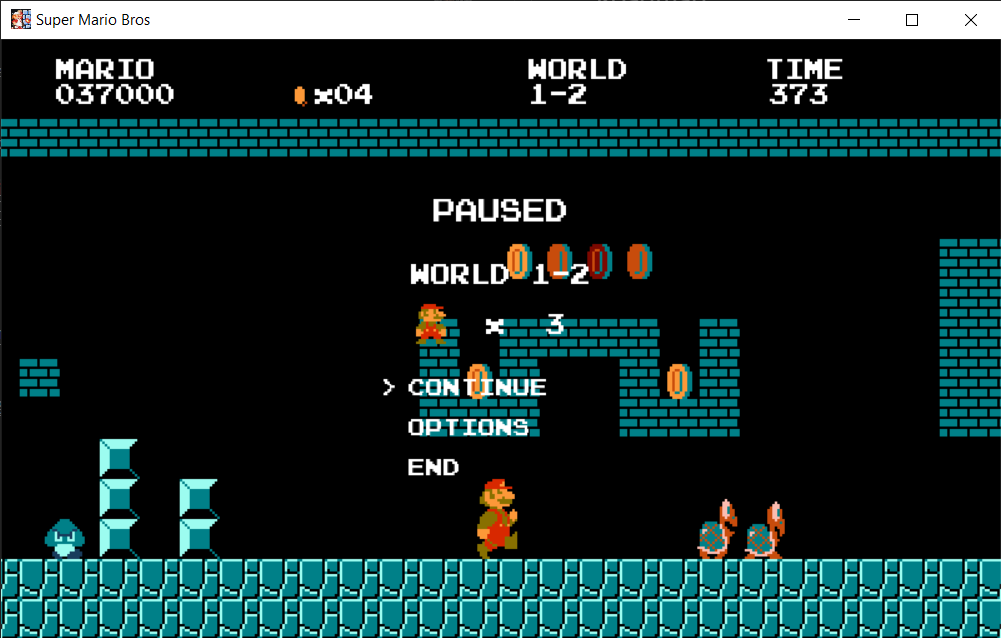 Super Mario Bros
MARIO WORLD TIME
037000 ×04 1-2 373
PAUSED
WORLD 1-2
× 3
> CONTINUE
OPTIONS
END